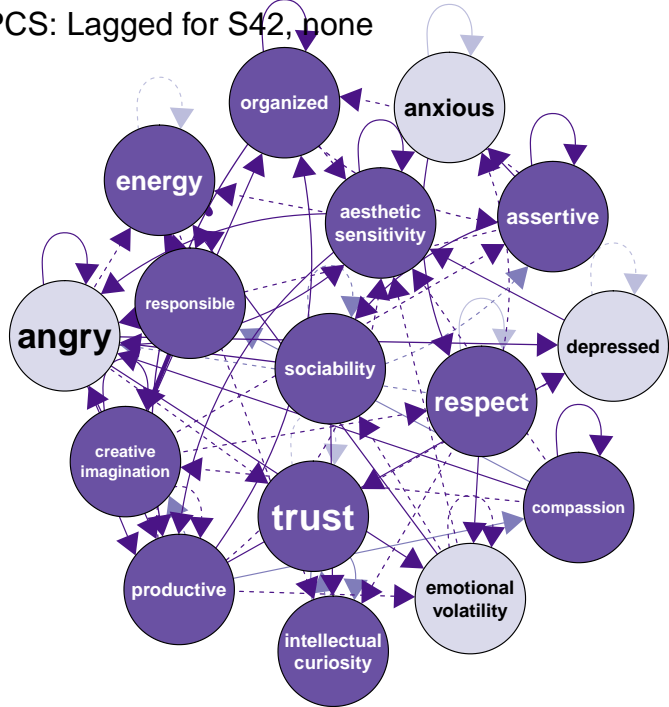 PCS: Lagged for S42, none
organized
anxious
energy
aesthetic
sensitivity
assertive
responsible
angry
sociability
depressed
respect
creative
imagination
trust
compassion
productive
emotional
volatility
intellectual
curiosity